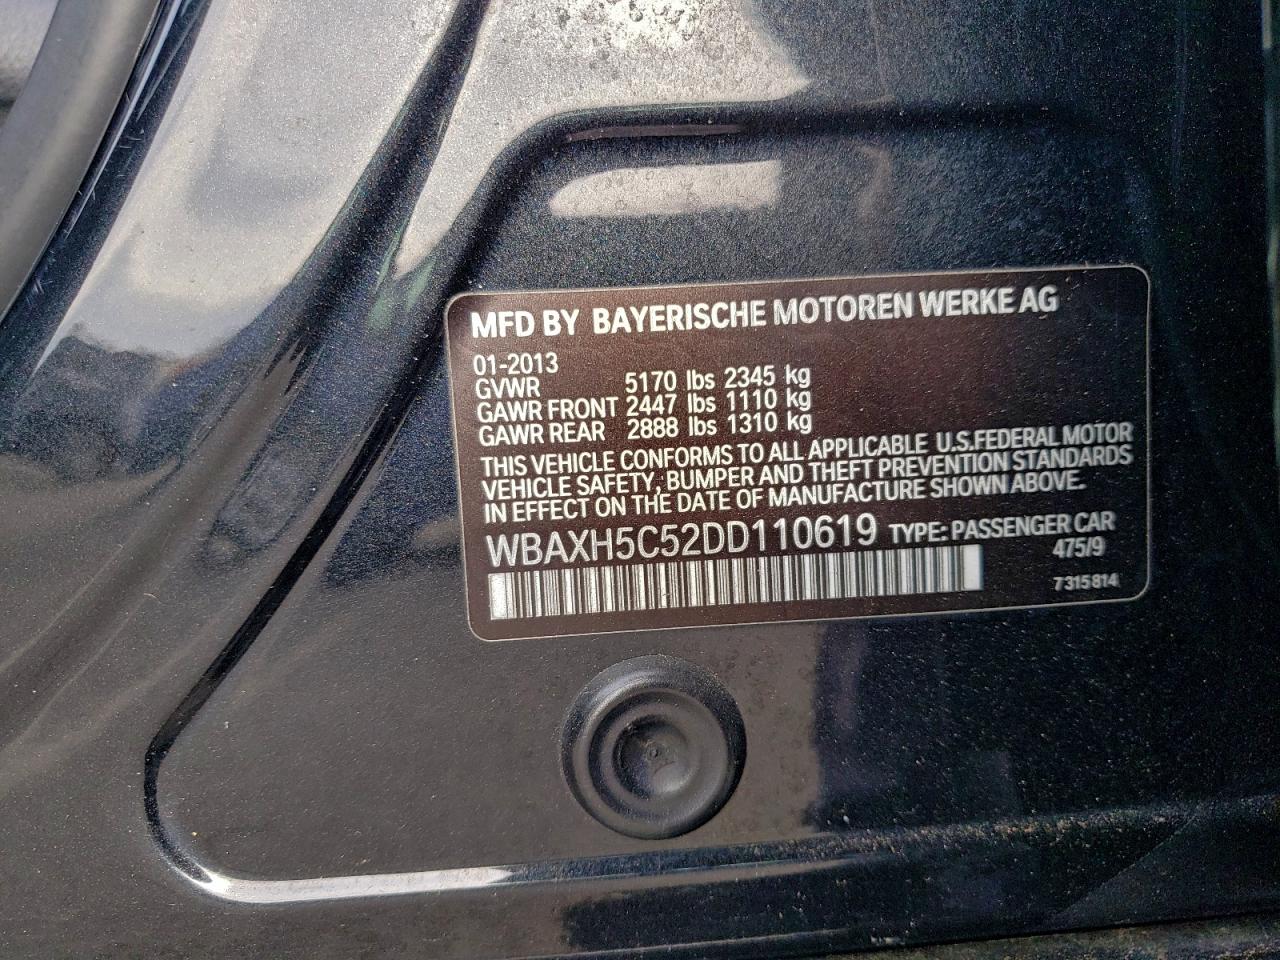 MFD BY BAYERISCHE MOTOREN WERKE AG
01-2013
GVWR 5170 lbs 2345 kg
GAWR FRONT 2447 lbs 1110 kg
GAWR REAR 2888 lbs 1310 kg
THIS VEHICLE CONFORMS TO ALL APPLICABLE U.S.FEDERAL MOTOR
VEHICLE SAFETY, BUMPER AND THEFT PREVENTION STANDARDS
IN EFFECT ON THE DATE OF MANUFACTURE SHOWN ABOVE.
WBAXH5C52DD110619 TYPE: PASSENGER CAR
475/9
7315814